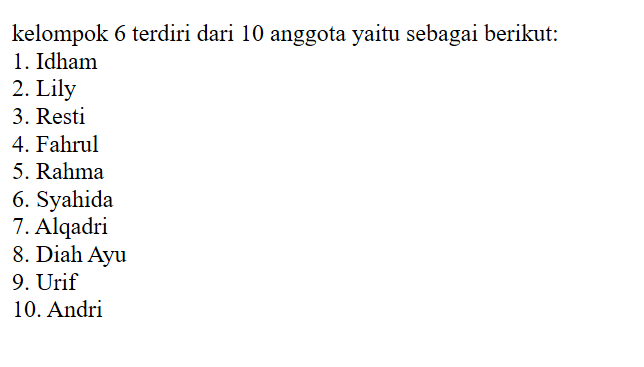 kelompok 6 terdiri dari 10 anggota yaitu sebagai berikut:
1. Idham
2. Lily
3. Resti
4. Fahrul
5. Rahma
6. Syahida
7. Alqadri
8. Diah Ayu
9. Urif
10. Andri